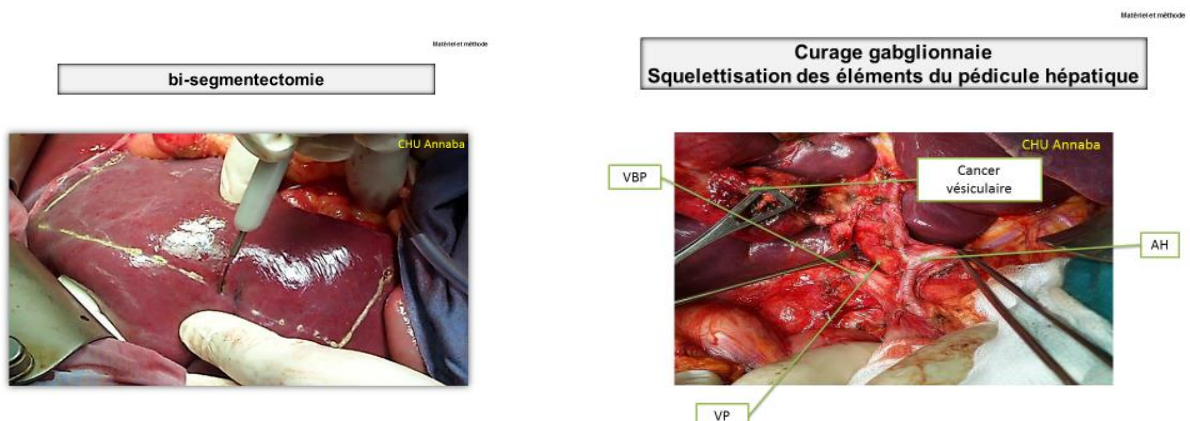 Matériel et méthode
bi-segmentectomie
CHU Annaba
Matériel et méthode
Curage gabglionnaie
Squelettisation des éléments du pédicule hépatique
CHU Annaba
VBP
Cancer
vésiculaire
AH
VP